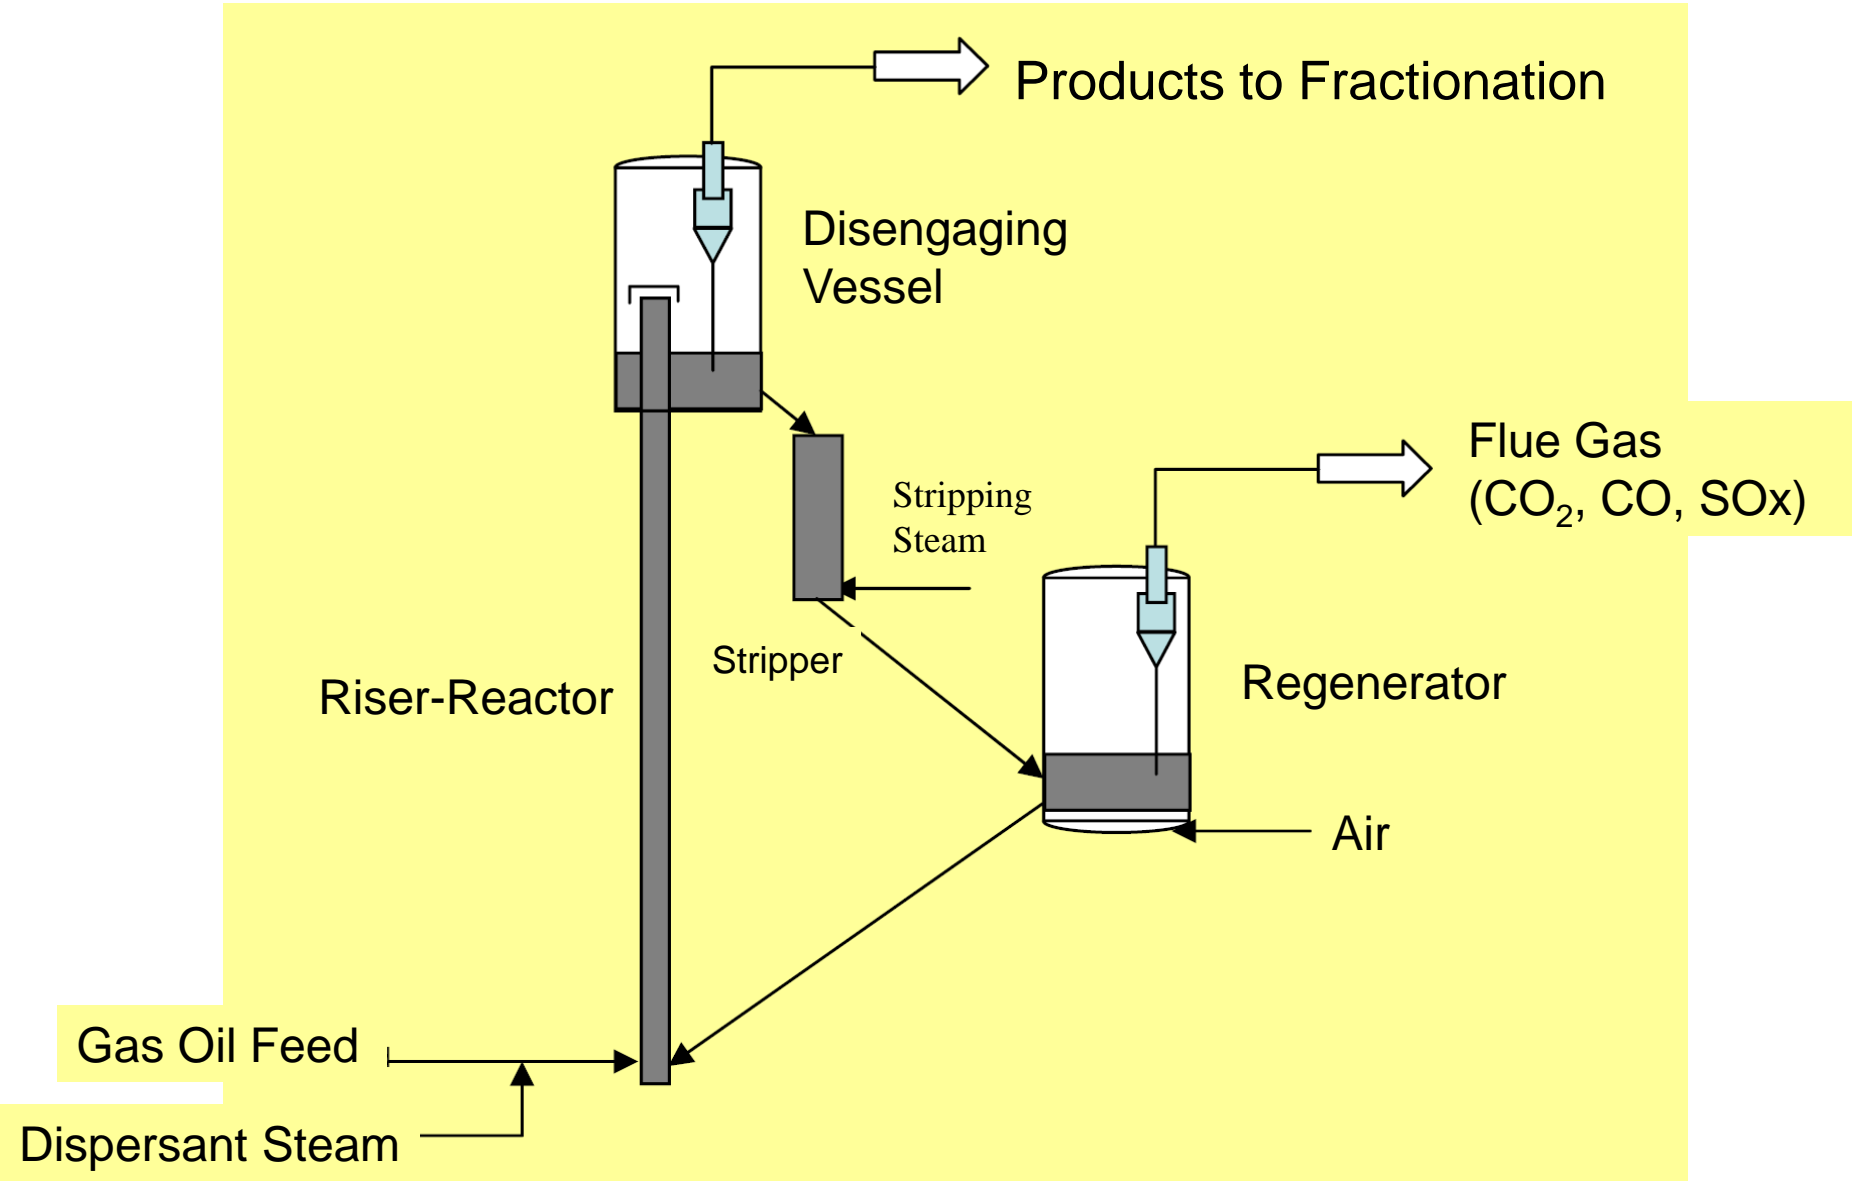 Products to Fractionation
Disengaging
Vessel
Flue Gas
(CO₂, CO, SOx)
Stripping
Steam
Stripper
Riser-Reactor
Regenerator
Air
Gas Oil Feed
Dispersant Steam